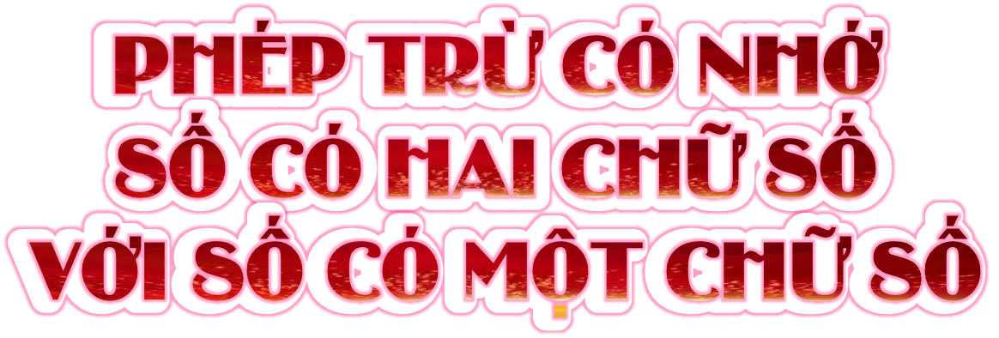 PHÉP TRỪ CÓ NHỚ
SỐ CÓ HAI CHỮ SỐ
VỚI SỐ CÓ MỘT CHỮ SỐ